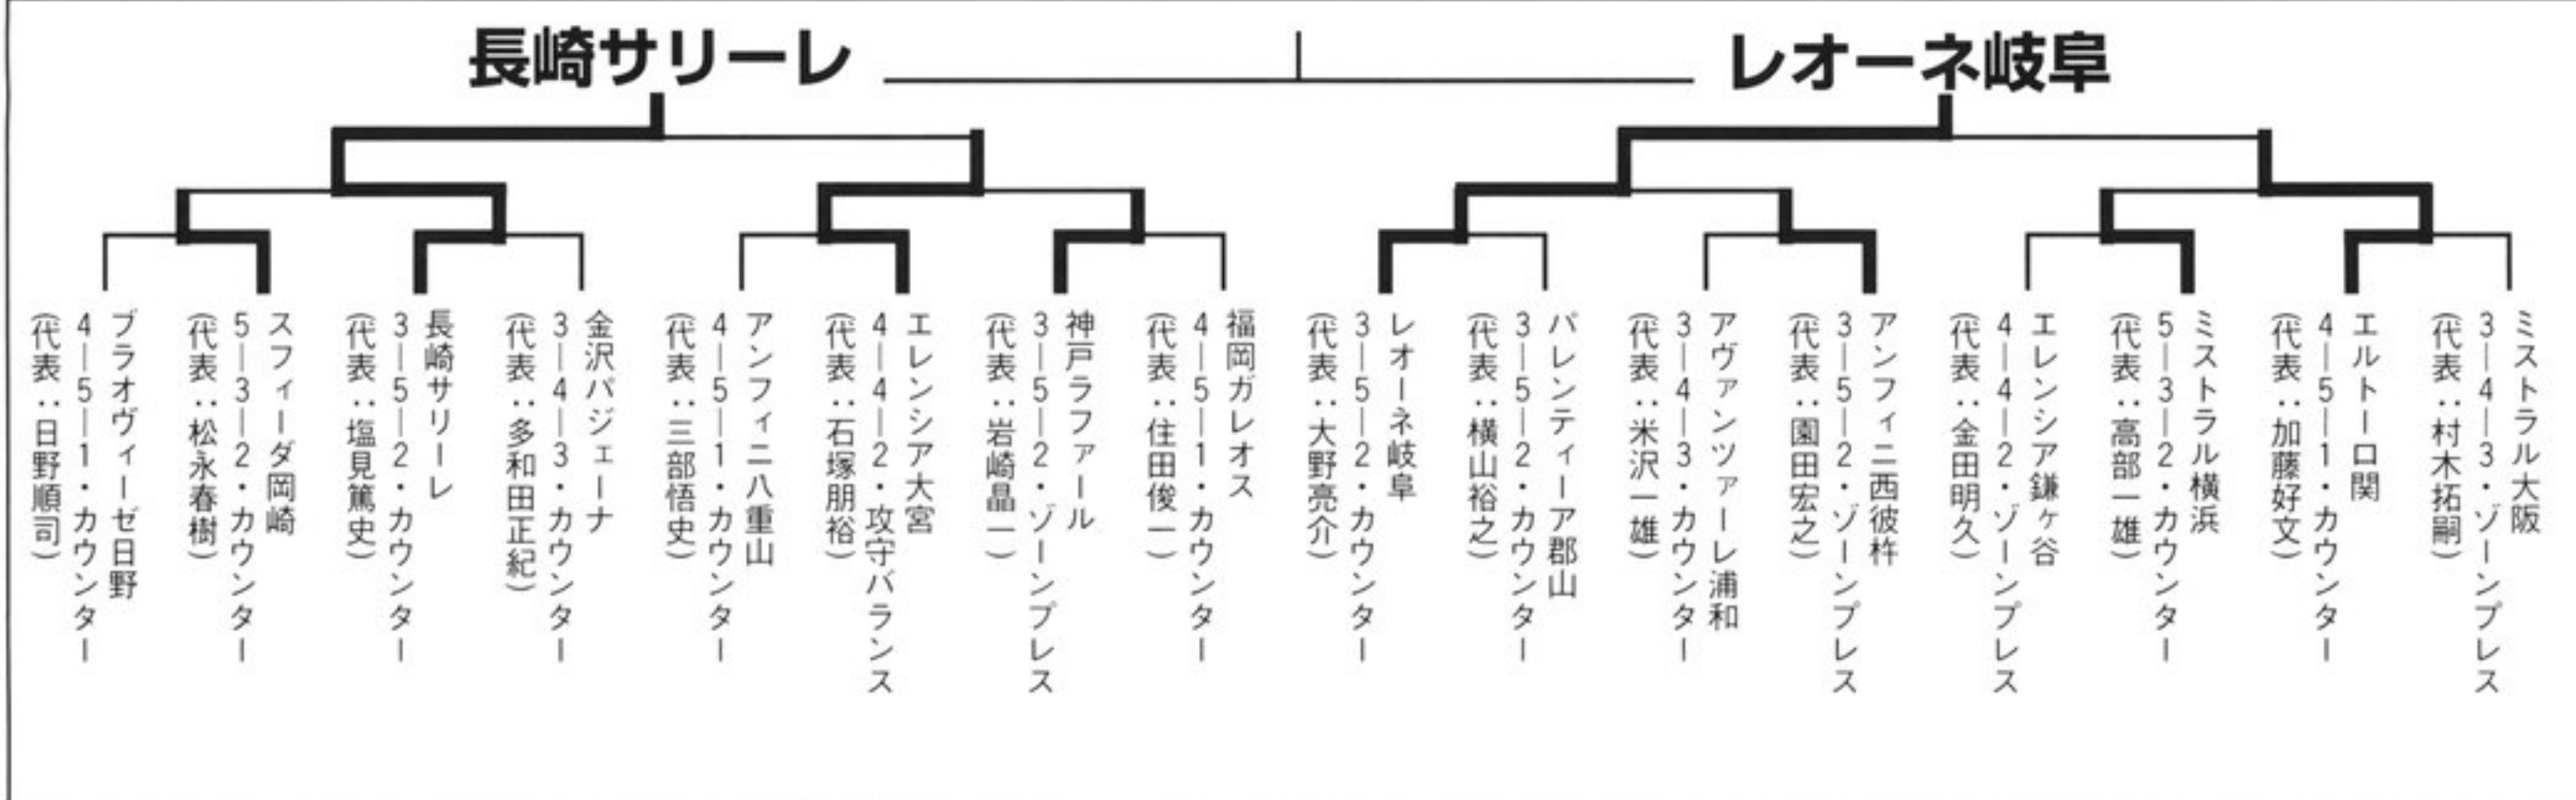 長崎サリーレ
レオーネ岐阜
ブラオヴィーゼ日野
4―5―1・カウンター
(代表:日野順司)
スフィーダ岡崎
5―3―2・カウンター
(代表:松永春樹)
長崎サリーレ
3―5―2・カウンター
(代表:塩見篤史)
金沢パジェーナ
3―4―3・カウンター
(代表:多和田正紀)
アンフィニ八重山
4―5―1・カウンター
(代表:三部悟史)
エレンシア大宮
4―4―2・攻守バランス
(代表:石塚朋裕)
神戸ラファール
3―5―2・ゾーンプレス
(代表:岩崎晶一)
福岡ガレオス
4―5―1・カウンター
(代表:住田俊一)
レオーネ岐阜
3―5―2・カウンター
(代表:大野亮介)
パレンティーア郡山
3―5―2・カウンター
(代表:横山裕之)
アヴァンツァーレ浦和
3―4―3・カウンター
(代表:米沢一雄)
アンフィニ西彼杵
3―5―2・ゾーンプレス
(代表:園田宏之)
エレンシア鎌ヶ谷
4―4―2・ゾーンプレス
(代表:金田明久)
ミストラル横浜
5―3―2・カウンター
(代表:高部一雄)
エルトーロ関
4―5―1・カウンター
(代表:加藤好文)
ミストラル大阪
3―4―3・ゾーンプレス
(代表:村木拓嗣)